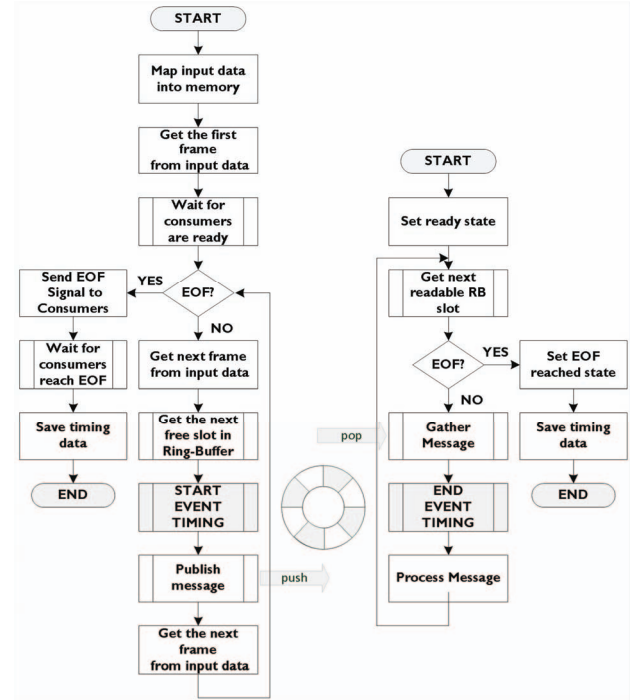 START
Map input data
into memory
Get the first
frame
from input data
Wait for
consumers
are ready
EOF?
YES
Send EOF
Signal to
Consumers
Wait for
consumers
reach EOF
Save timing
data
END
NO
Get next frame
from input data
Get the next
free slot in
Ring-Buffer
START
EVENT
TIMING
Publish
message
Get the next
frame
from input data
push
pop
START
Set ready state
Get next
readable RB
slot
EOF?
YES
Set EOF
reached state
Save timing
data
END
NO
Gather
Message
END
EVENT
TIMING
Process Message